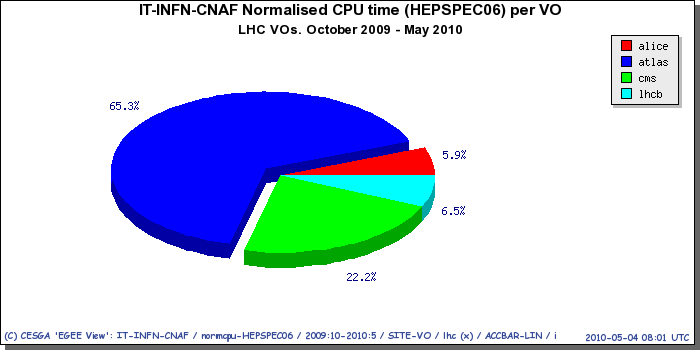 IT-INFN-CNAF Normalised CPU time (HEPSPEC06) per VO
LHC VOs. October 2009 - May 2010
alice
atlas
cms
lhcb
65.3%
5.9%
6.5%
22.2%
(C) CESGA 'EGEE View': IT-INFN-CNAF / normcpu-HEPSPEC06 / 2009:10-2010:5 / SITE-VO / lhc (x) / ACCBAR-LIN / i
2010-05-04 08:01 UTC